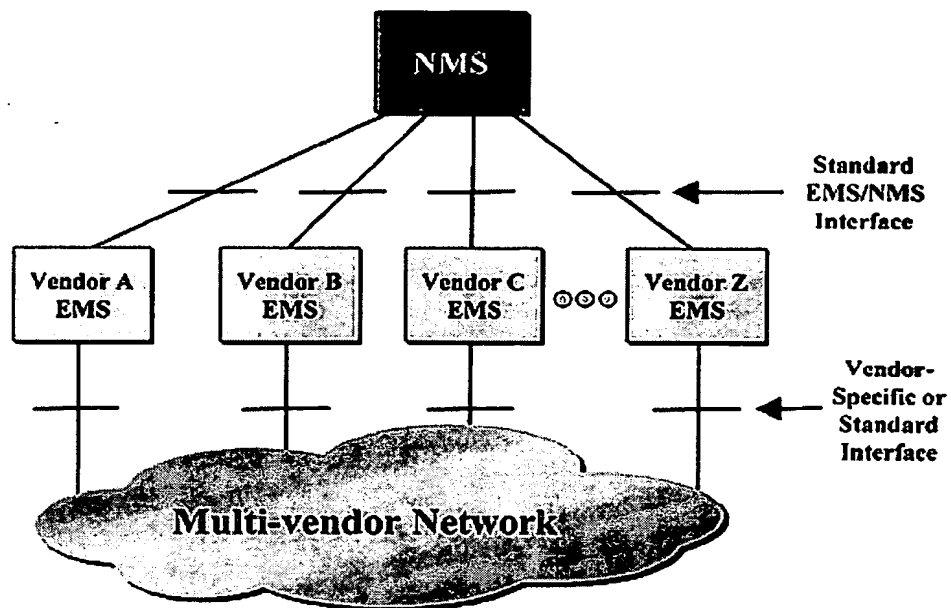 NMS
Standard
EMS/NMS
Interface
Vendor A
EMS
Vendor B
EMS
Vendor C
EMS
Vendor Z
EMS
Vendor-
Specific or
Standard
Interface
Multi-vendor Network